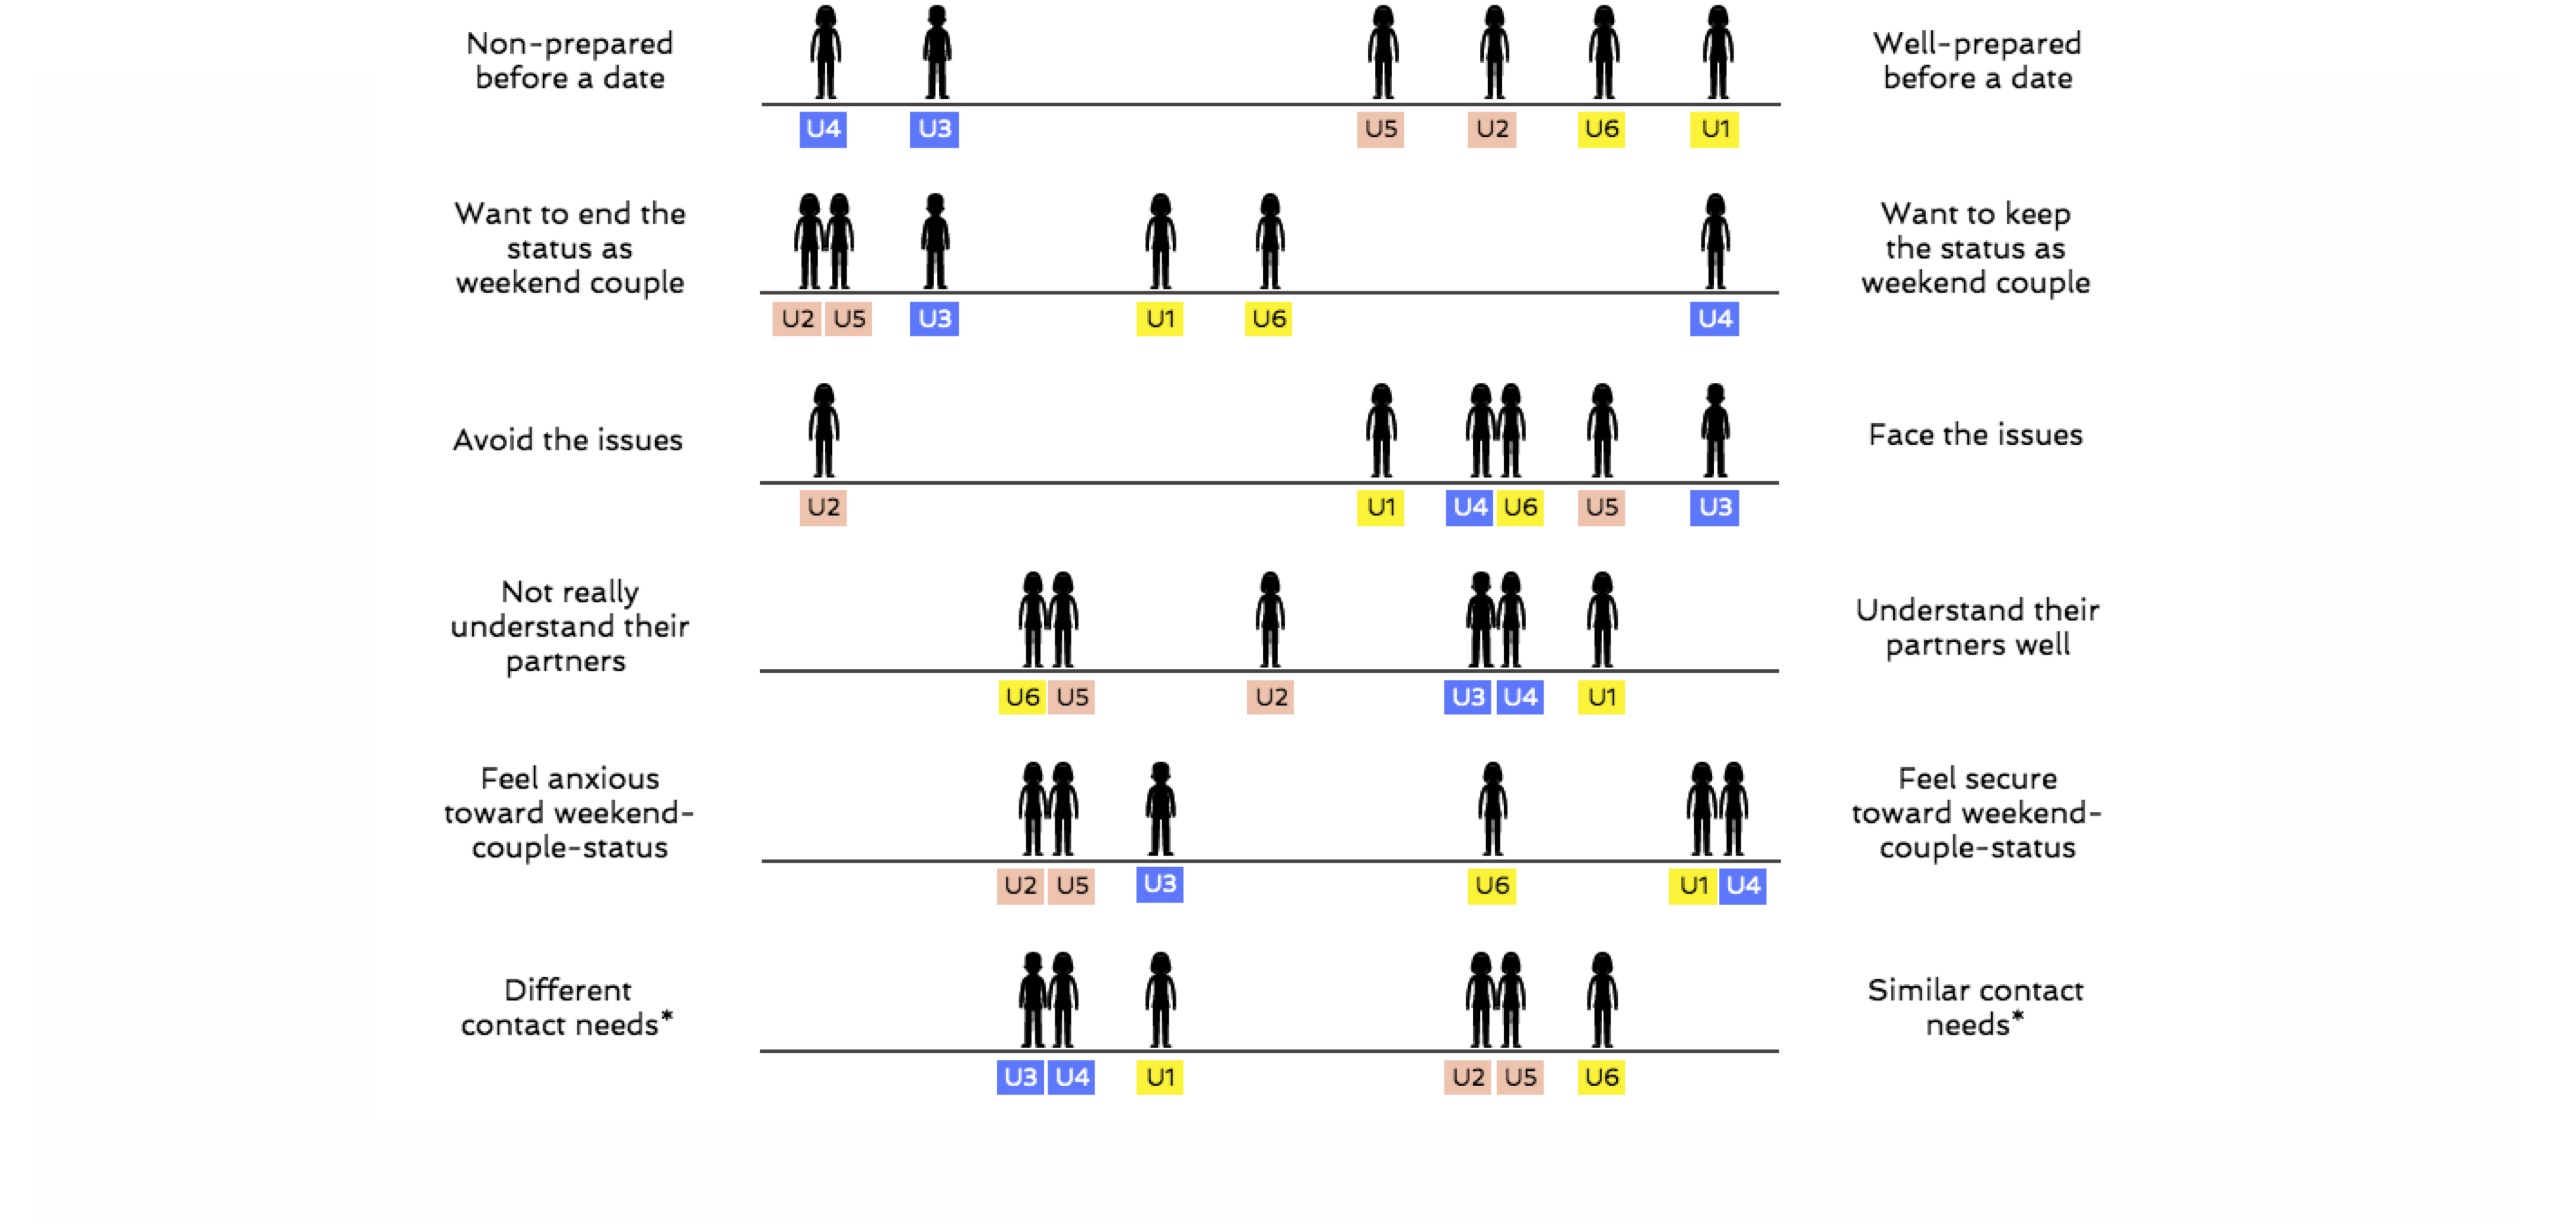 Non-prepared
before a date
U4 U3 U5 U2 U6 U1
Well-prepared
before a date
Want to end the
status as
weekend couple
U2 U5 U3 U1 U6 U4
Want to keep
the status as
weekend couple
Avoid the issues
U2 U1 U4 U6 U5 U3
Face the issues
Not really
understand their
partners
U6 U5 U2 U3 U4 U1
Understand their
partners well
Feel anxious
toward weekend-
couple-status
U2 U5 U3 U6 U1 U4
Feel secure
toward weekend-
couple-status
Different
contact needs*
U3 U4 U1 U2 U5 U6
Similar contact
needs*